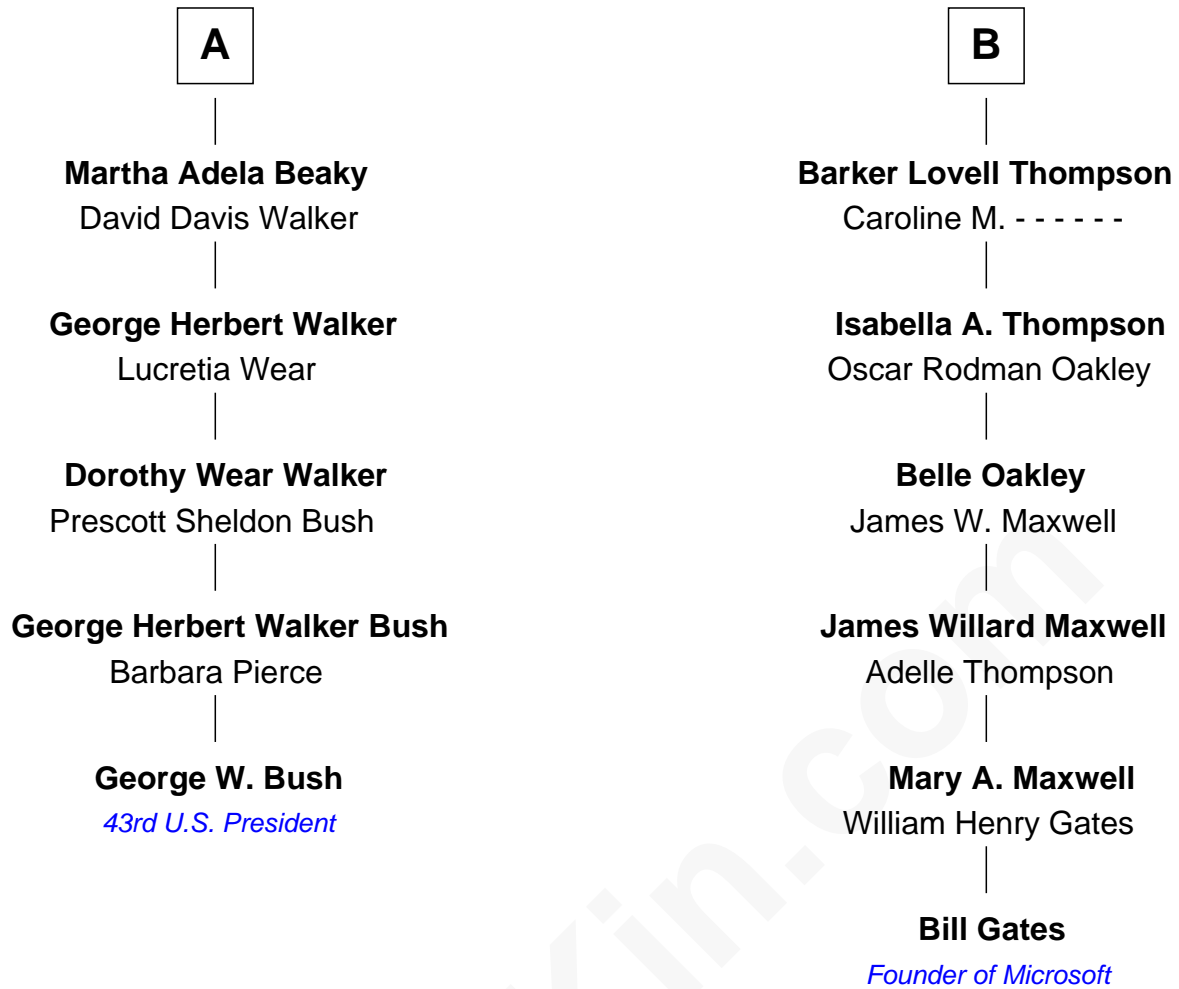 A
Martha Adela Beaky
David Davis Walker
George Herbert Walker
Lucretia Wear
Dorothy Wear Walker
Prescott Sheldon Bush
George Herbert Walker Bush
Barbara Pierce
George W. Bush
43rd U.S. President
B
Barker Lovell Thompson
Caroline M. - - - - - -
Isabella A. Thompson
Oscar Rodman Oakley
Belle Oakley
James W. Maxwell
James Willard Maxwell
Adelle Thompson
Mary A. Maxwell
William Henry Gates
Bill Gates
Founder of Microsoft
Kin.com